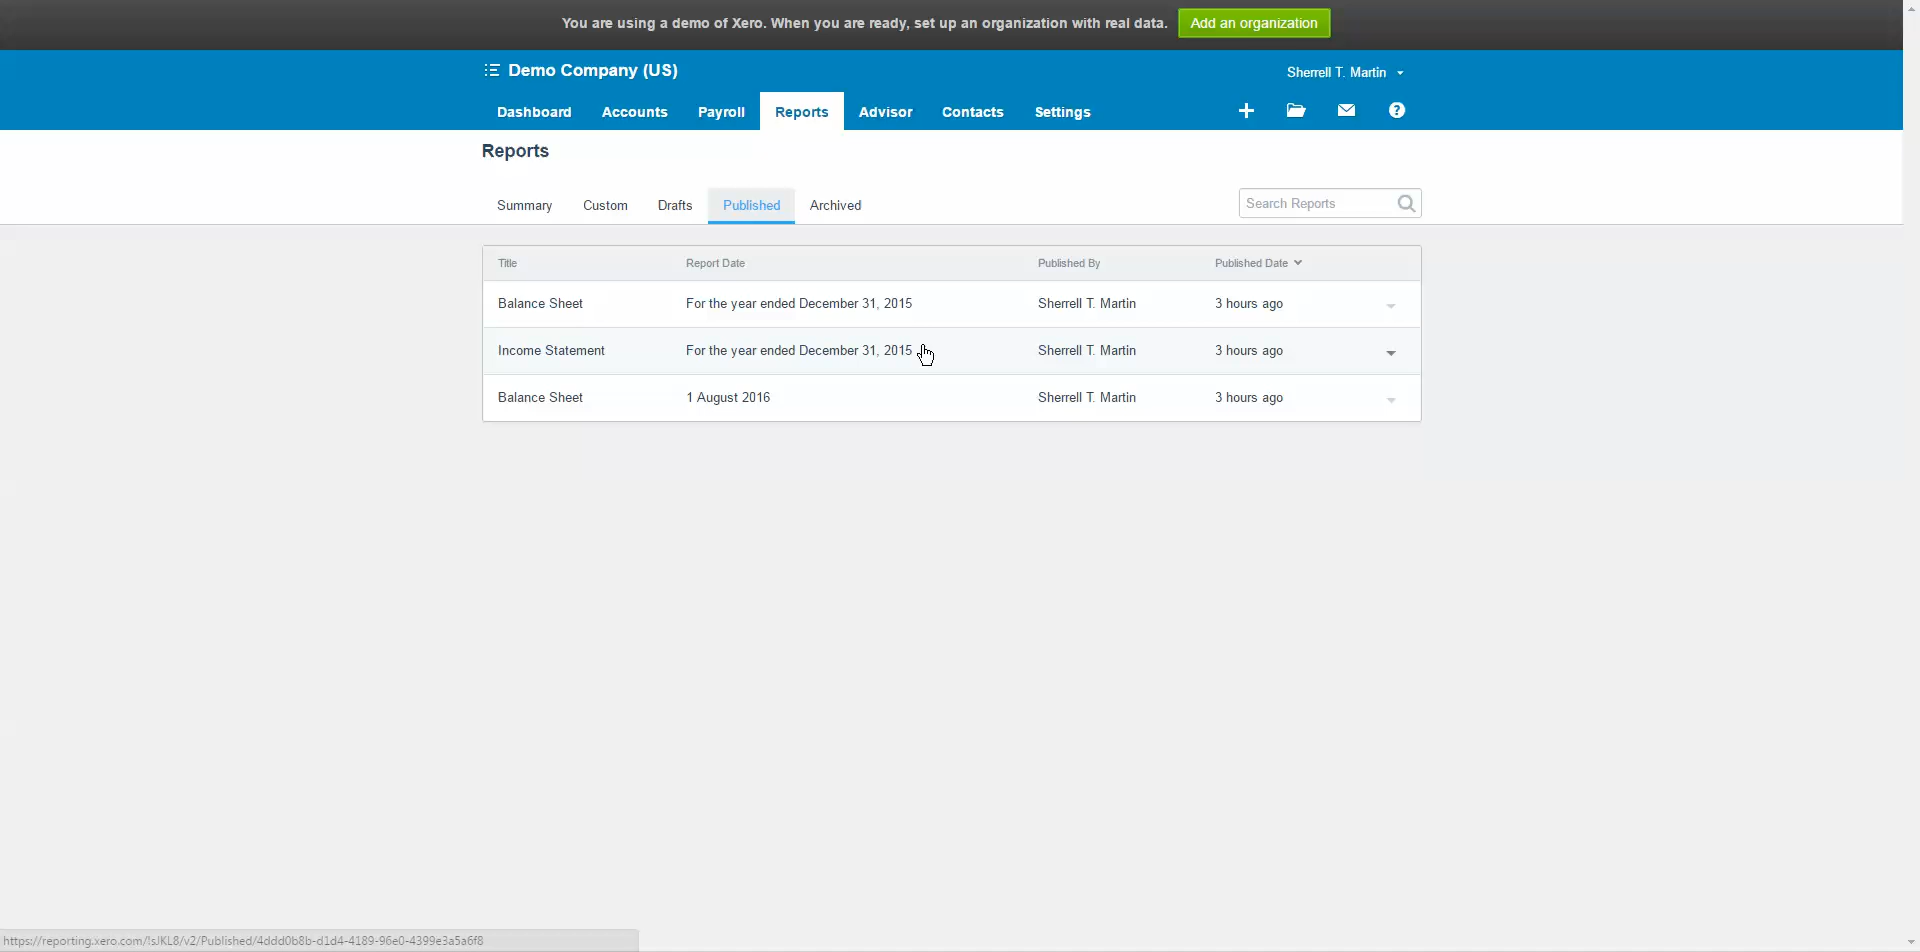 You are using a demo of Xero. When you are ready, set up an organization with real data. Add an organization
Demo Company (US)
Sherrell T. Martin
Dashboard Accounts Payroll Reports Advisor Contacts Settings
Reports
Summary Custom Drafts Published Archived
Search Reports
Title Report Date Published By Published Date
Balance Sheet For the year ended December 31, 2015 Sherrell T. Martin 3 hours ago
Income Statement For the year ended December 31, 2015 Sherrell T. Martin 3 hours ago
Balance Sheet 1 August 2016 Sherrell T. Martin 3 hours ago
https://reporting.xero.com/!sJKL8/v2/Published/4ddd0b8b-d1d4-4189-96e0-4399e3a5a6f8